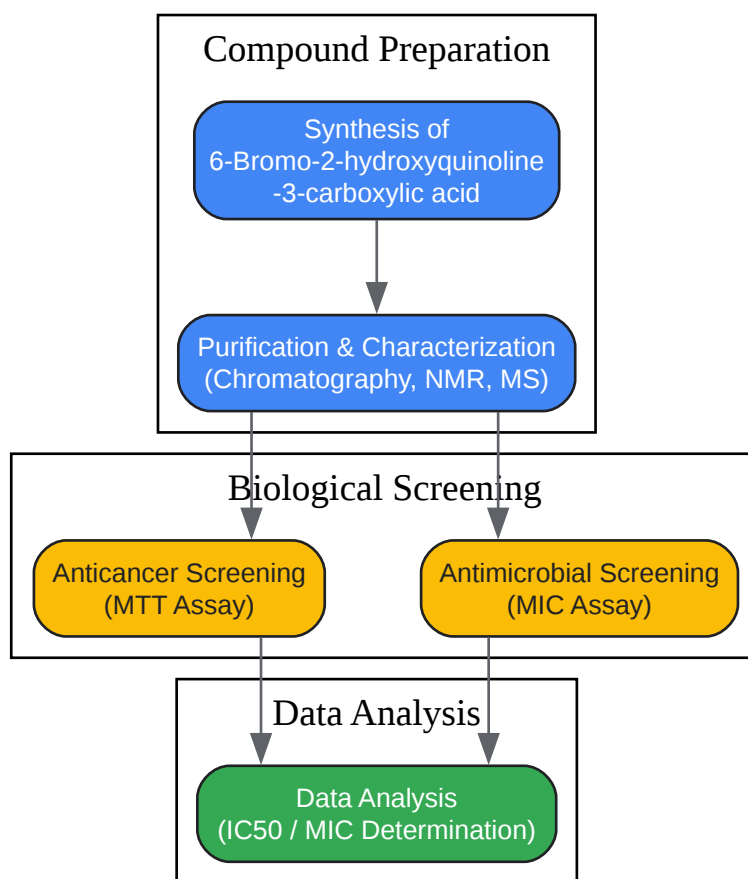 Compound Preparation
Synthesis of
6-Bromo-2-hydroxyquinoline
-3-carboxylic acid
Purification & Characterization
(Chromatography, NMR, MS)
Biological Screening
Anticancer Screening
(MTT Assay)
Antimicrobial Screening
(MIC Assay)
Data Analysis
Data Analysis
(IC50 / MIC Determination)